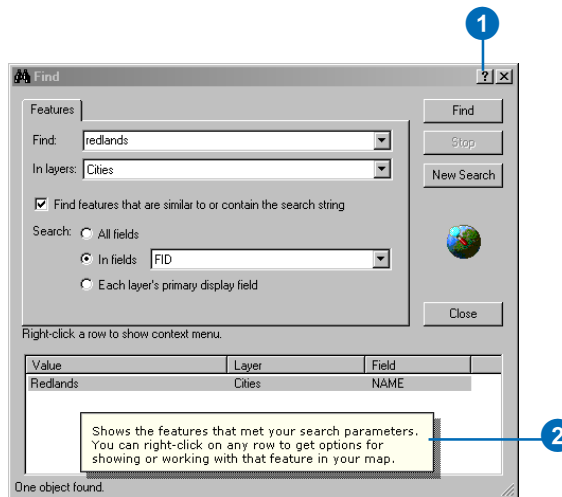 1
Find
?
Features
Find
Find: redlands
Stop
In layers: Cities
New Search
Find features that are similar to or contain the search string
Search: All fields
In fields FID
Each layer's primary display field
Close
Right-click a row to show context menu.
Value Layer Field
Redlands Cities NAME
Shows the features that met your search parameters.
You can right-click on any row to get options for
showing or working with that feature in your map.
2
One object found.